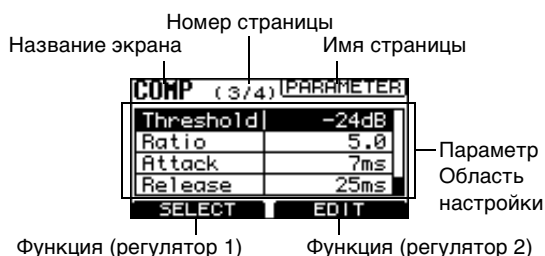 Номер страницы
Название экрана
Имя страницы
COMP (3/4) PARAMETER
Threshold -24dB
Ratio 5.0
Attack 7ms
Release 25ms
SELECT EDIT
Параметр
Область
настройки
Функция (регулятор 1) Функция (регулятор 2)